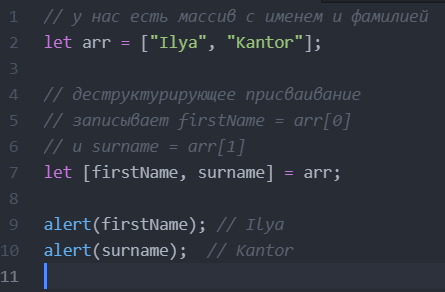 1 // у нас есть массив с именем и фамилией
2 let arr = ["Ilya", "Kantor"];
3
4 // деструктурирующее присваивание
5 // записывает firstName = arr[0]
6 // и surname = arr[1]
7 let [firstName, surname] = arr;
8
9 alert(firstName); // Ilya
10 alert(surname);  // Kantor
11